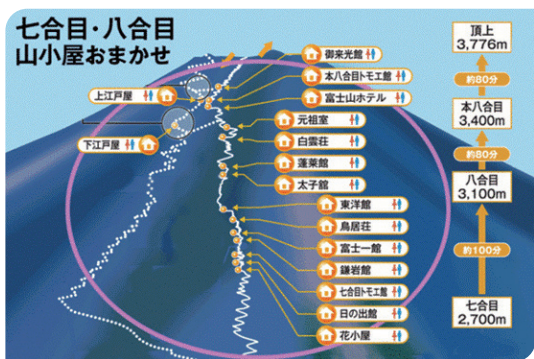 七合目・八合目
山小屋おまかせ
御来光館
本八合目トモエ館
上江戸屋
富士山ホテル
元祖室
下江戸屋
白雲荘
蓬莱館
太子館
東洋館
鳥居荘
富士一館
鎌岩館
七合目トモエ館
日の出館
花小屋
頂上
3,776m
約80分
本八合目
3,400m
約80分
八合目
3,100m
約100分
七合目
2,700m